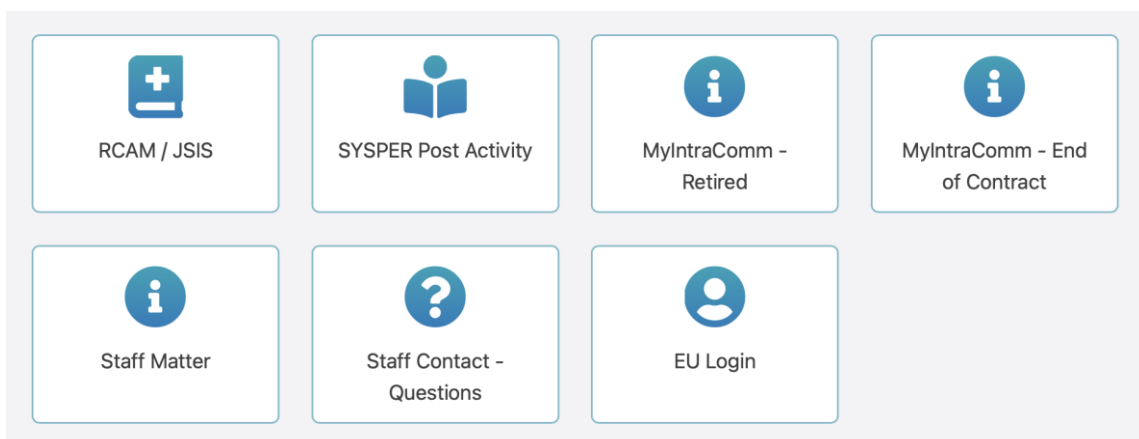 RCAM / JSIS
SYSPER Post Activity
MyIntraComm -
Retired
MyIntraComm - End
of Contract
Staff Matter
Staff Contact -
Questions
EU Login